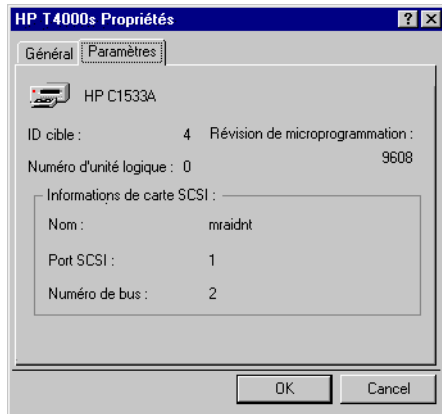 HP T4000s Propriétés
Général Paramètres
HP C1533A
ID cible : 4 Révision de microprogrammation :
9608
Numéro d'unité logique : 0
Informations de carte SCSI :
Nom : mraidnt
Port SCSI : 1
Numéro de bus : 2
OK Cancel